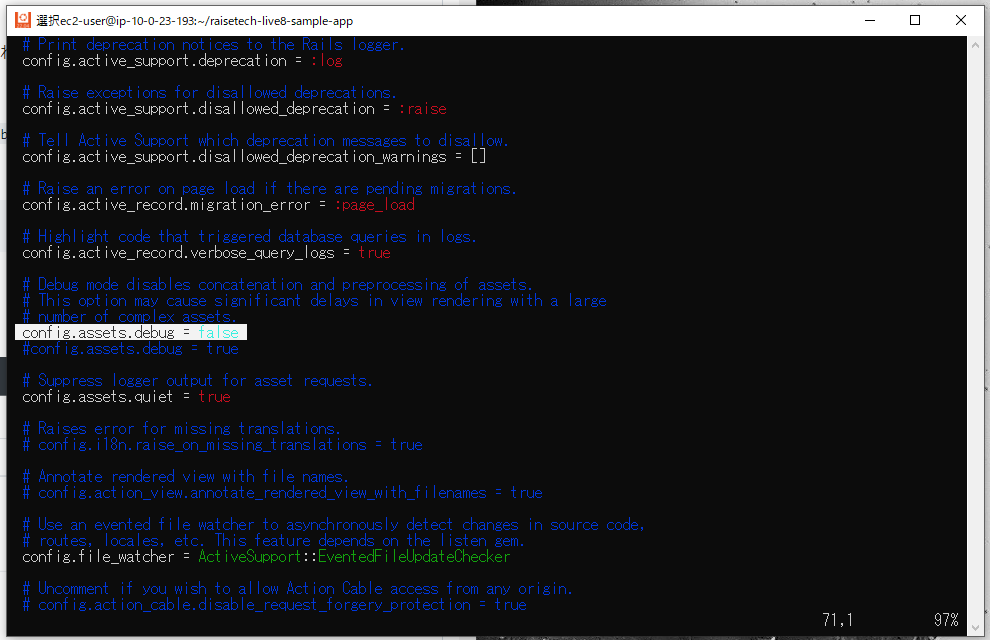 選択ec2-user@ip-10-0-23-193:~/raisetech-live8-sample-app
# Print deprecation notices to the Rails logger.
config.active_support.deprecation = :log
# Raise exceptions for disallowed deprecations.
config.active_support.disallowed_deprecation = :raise
# Tell Active Support which deprecation messages to disallow.
config.active_support.disallowed_deprecation_warnings = []
# Raise an error on page load if there are pending migrations.
config.active_record.migration_error = :page_load
# Highlight code that triggered database queries in logs.
config.active_record.verbose_query_logs = true
# Debug mode disables concatenation and preprocessing of assets.
# This option may cause significant delays in view rendering with a large
# number of complex assets.
config.assets.debug = false
#config.assets.debug = true
# Suppress logger output for asset requests.
config.assets.quiet = true
# Raises error for missing translations.
# config.i18n.raise_on_missing_translations = true
# Annotate rendered view with file names.
# config.action_view.annotate_rendered_view_with_filenames = true
# Use an evented file watcher to asynchronously detect changes in source code,
# routes, locales, etc. This feature depends on the listen gem.
config.file_watcher = ActiveSupport::EventedFileUpdateChecker
# Uncomment if you wish to allow Action Cable access from any origin.
# config.action_cable.disable_request_forgery_protection = true
71,1 97%